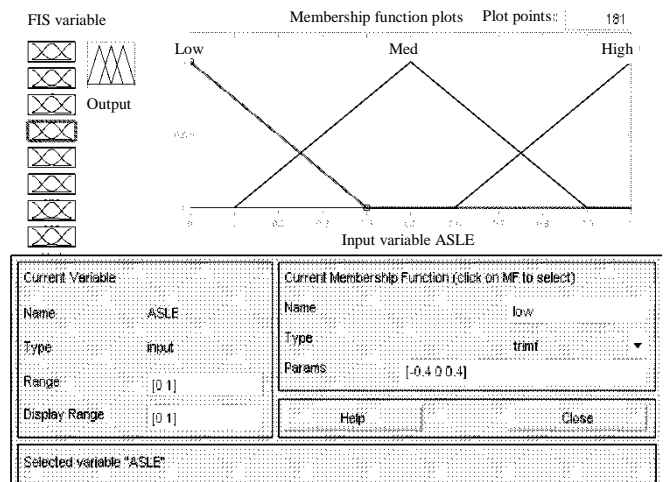 FIS variable
Membership function plots
Plot points:
181
Low
Med
High
Output
Input variable ASLE
Current Variable
Name
ASLE
Type
input
Range
[0 1]
Display Range
[0 1]
Current Membership Function (click on MF to select)
Name
low
Type
trimf
Params
[-0.4 0 0.4]
Help
Close
Selected variable "ASLE"